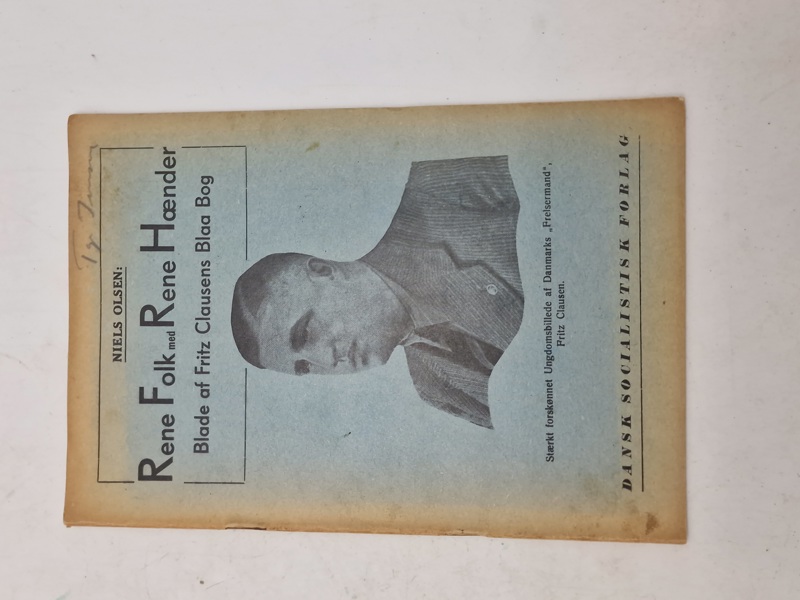 NIELS OLSEN:
Rene Folk med Rene Hænder
Blade af Fritz Clausens Blaa Bog
Stærkt forskønnet Ungdomsbillede af Danmarks „Frelsermand“,
Fritz Clausen.
DANSK SOCIALISTISK FORLAG